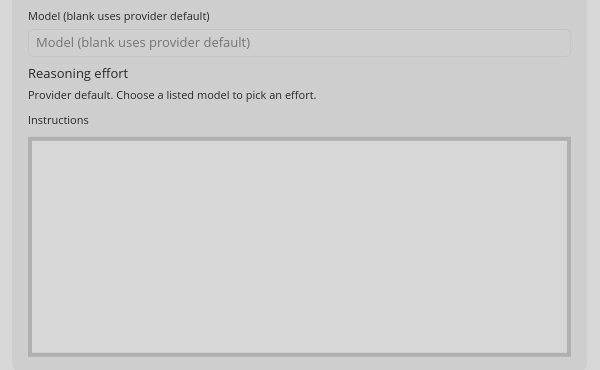 Model (blank uses provider default)
Model (blank uses provider default)
Reasoning effort
Provider default. Choose a listed model to pick an effort.
Instructions